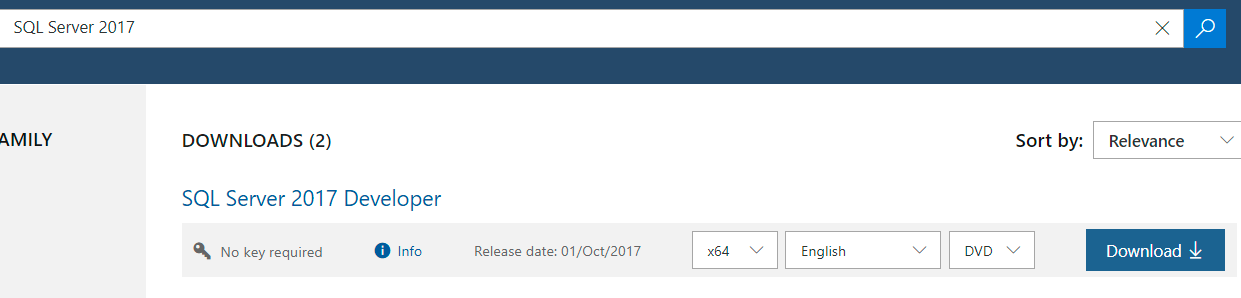 SQL Server 2017
AMILY
DOWNLOADS (2)
Sort by:
Relevance
SQL Server 2017 Developer
No key required
Info
Release date: 01/Oct/2017
x64
English
DVD
Download